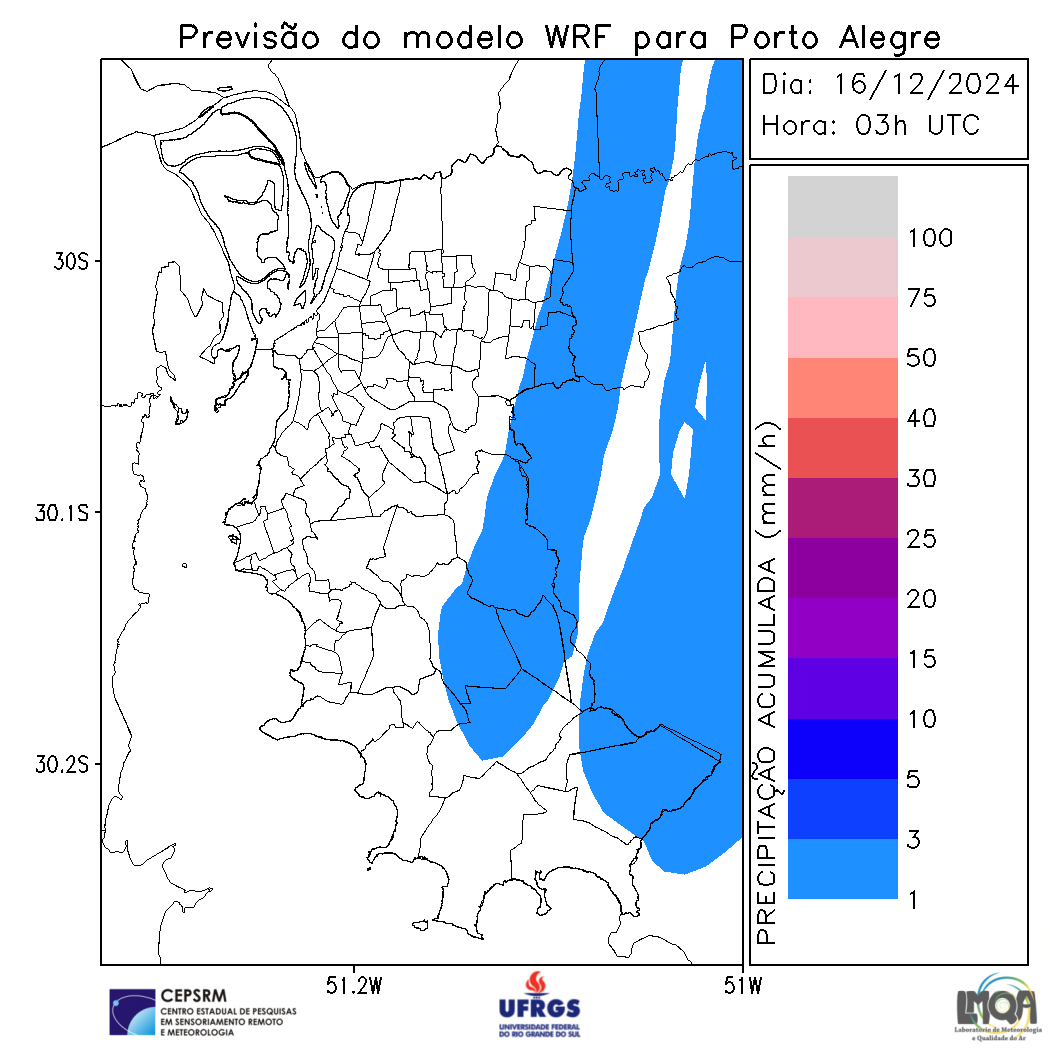 Previsão do modelo WRF para Porto Alegre
Dia: 16/12/2024
Hora: 03h UTC
30S
30.1S
30.2S
51.2W
51W
PRECIPITAÇÃO ACUMULADA (mm/h)
100
75
50
40
30
25
20
15
10
5
3
1
CEPSRM
CENTRO ESTADUAL DE PESQUISAS
EM SENSORIAMENTO REMOTO
E METEOROLOGIA
UFRGS
UNIVERSIDADE FEDERAL
DO RIO GRANDE DO SUL
LMQA
Laboratório de Meteorologia
e Qualidade do Ar